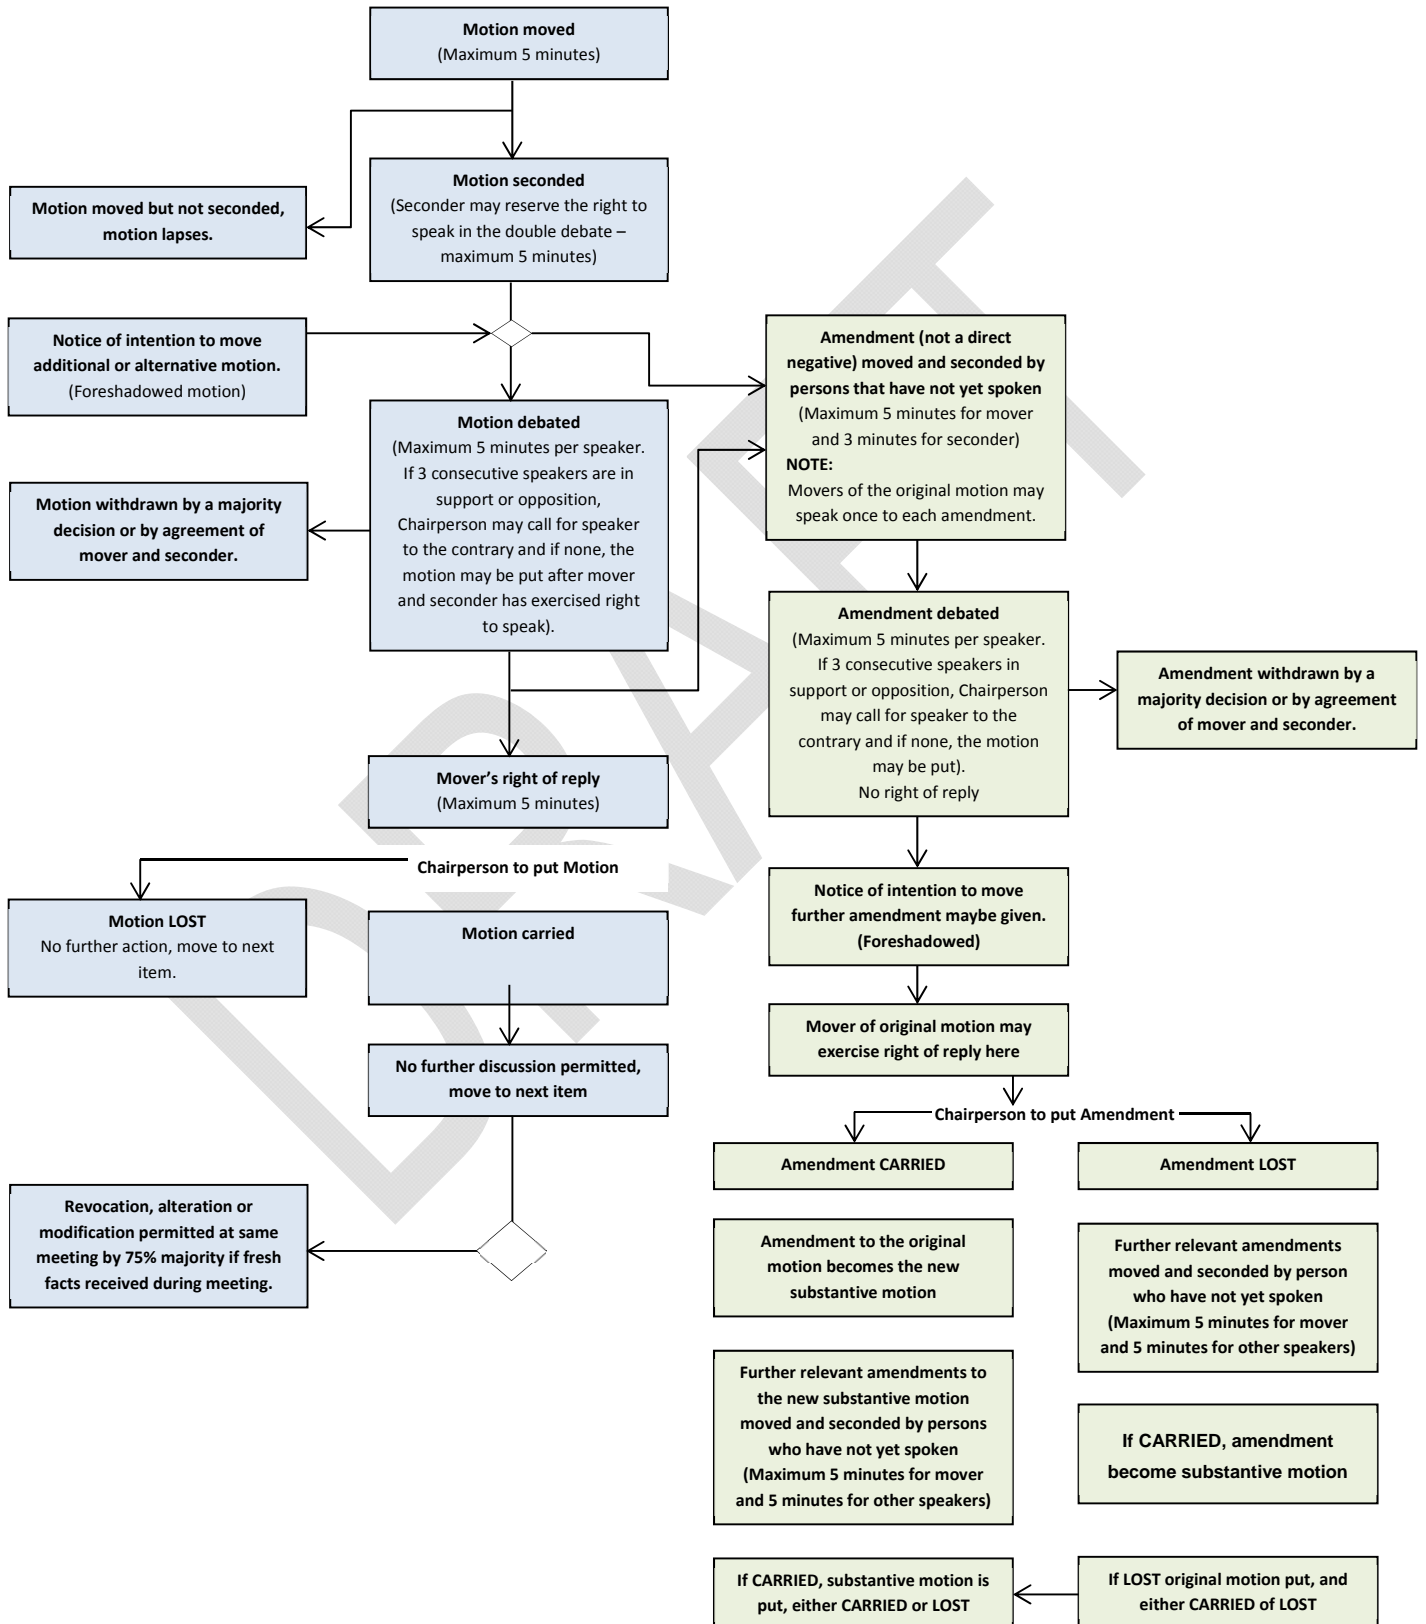 Motion moved
(Maximum 5 minutes)
Motion seconded
(Seconder may reserve the right to
speak in the double debate –
maximum 5 minutes)
Motion moved but not seconded,
motion lapses.
Notice of intention to move
additional or alternative motion.
(Foreshadowed motion)
Motion debated
(Maximum 5 minutes per speaker.
If 3 consecutive speakers are in
support or opposition,
Chairperson may call for speaker
to the contrary and if none, the
motion may be put after mover
and seconder has exercised right
to speak).
Motion withdrawn by a majority
decision or by agreement of
mover and seconder.
Mover's right of reply
(Maximum 5 minutes)
Chairperson to put Motion
Motion LOST
No further action, move to next
item.
Motion carried
No further discussion permitted,
move to next item
Revocation, alteration or
modification permitted at same
meeting by 75% majority if fresh
facts received during meeting.
Amendment (not a direct
negative) moved and seconded by
persons that have not yet spoken
(Maximum 5 minutes for mover
and 3 minutes for seconder)
NOTE:
Movers of the original motion may
speak once to each amendment.
Amendment debated
(Maximum 5 minutes per speaker.
If 3 consecutive speakers in
support or opposition, Chairperson
may call for speaker to the
contrary and if none, the motion
may be put).
No right of reply
Amendment withdrawn by a
majority decision or by agreement
of mover and seconder.
Notice of intention to move
further amendment maybe given.
(Foreshadowed)
Mover of original motion may
exercise right of reply here
Chairperson to put Amendment
Amendment CARRIED
Amendment to the original
motion becomes the new
substantive motion
Further relevant amendments to
the new substantive motion
moved and seconded by persons
who have not yet spoken
(Maximum 5 minutes for mover
and 5 minutes for other speakers)
If CARRIED, substantive motion is
put, either CARRIED or LOST
Amendment LOST
Further relevant amendments
moved and seconded by person
who have not yet spoken
(Maximum 5 minutes for mover
and 5 minutes for other speakers)
If CARRIED, amendment
become substantive motion
If LOST original motion put, and
either CARRIED of LOST
DRAFT